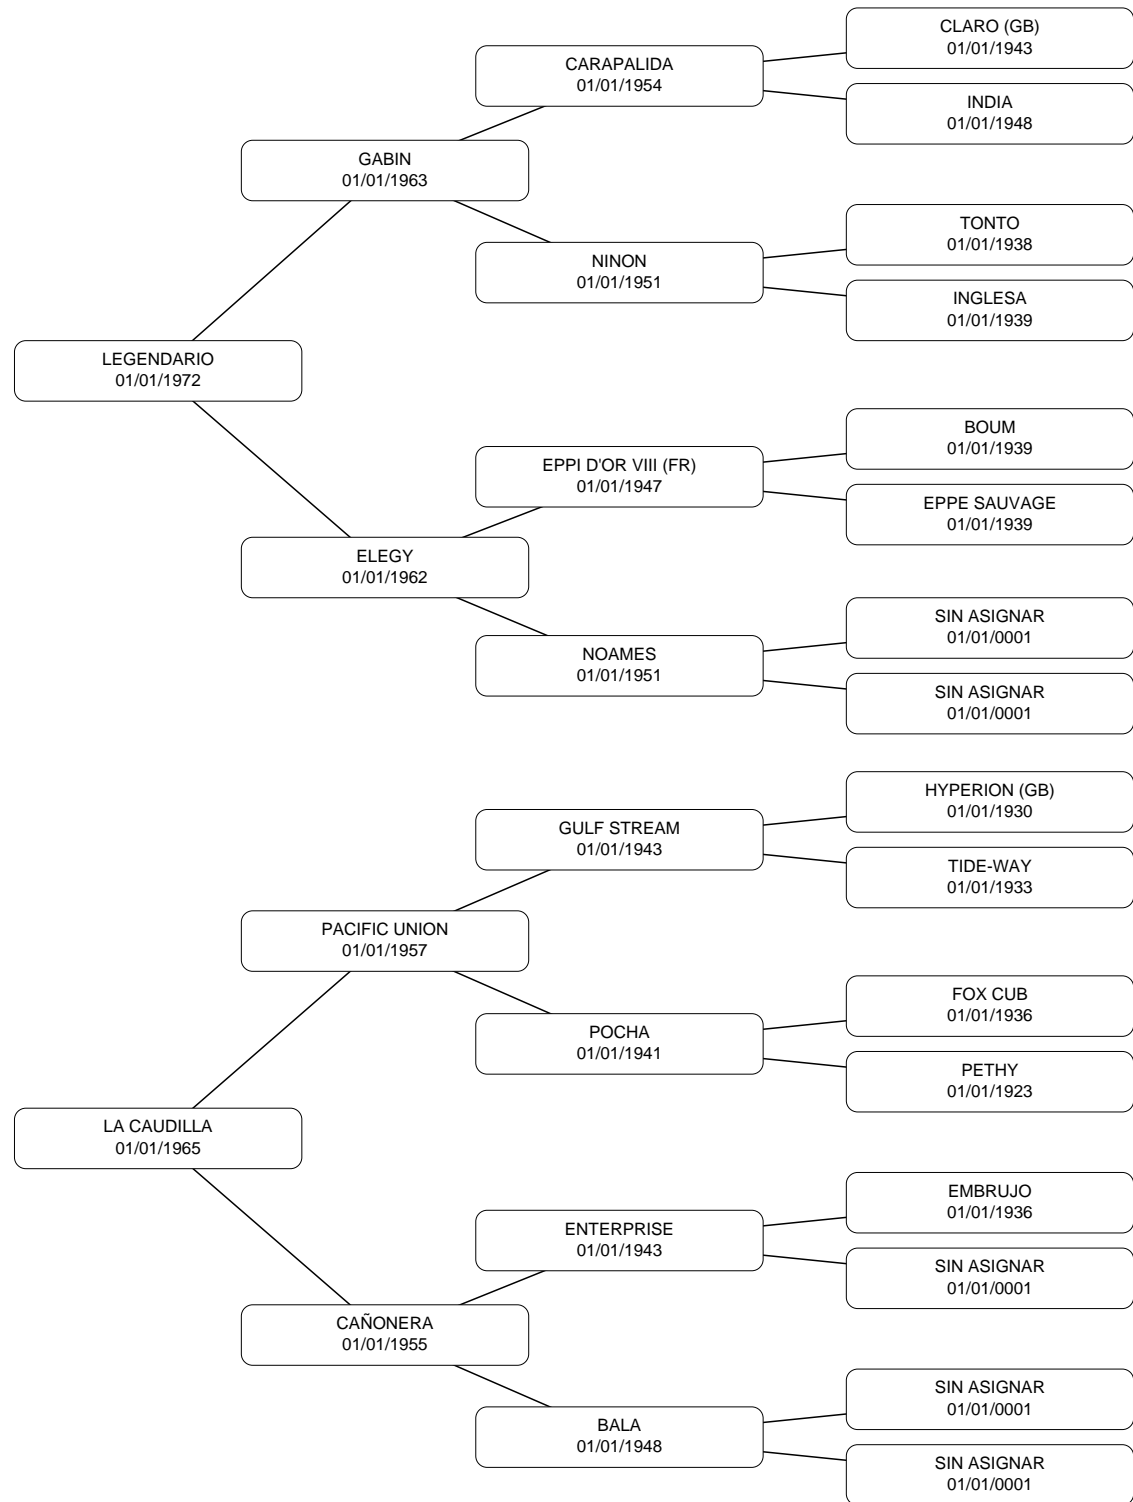 CLARO (GB)
01/01/1943
CARAPALIDA
01/01/1954
INDIA
01/01/1948
GABIN
01/01/1963
TONTO
01/01/1938
NINON
01/01/1951
INGLESA
01/01/1939
LEGENDARIO
01/01/1972
BOUM
01/01/1939
EPPI D'OR VIII (FR)
01/01/1947
EPPE SAUVAGE
01/01/1939
ELEGY
01/01/1962
SIN ASIGNAR
01/01/0001
NOAMES
01/01/1951
SIN ASIGNAR
01/01/0001
HYPERION (GB)
01/01/1930
GULF STREAM
01/01/1943
TIDE-WAY
01/01/1933
PACIFIC UNION
01/01/1957
FOX CUB
01/01/1936
POCHA
01/01/1941
PETHY
01/01/1923
LA CAUDILLA
01/01/1965
EMBRUJO
01/01/1936
ENTERPRISE
01/01/1943
SIN ASIGNAR
01/01/0001
CAÑONERA
01/01/1955
SIN ASIGNAR
01/01/0001
BALA
01/01/1948
SIN ASIGNAR
01/01/0001